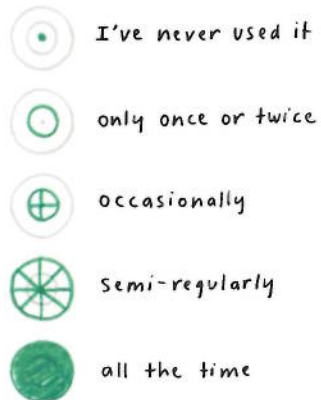 I've never used it
only once or twice
occasionally
semi-regularly
all the time